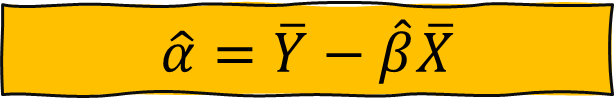 α̂ = Ȳ − β̂X̄